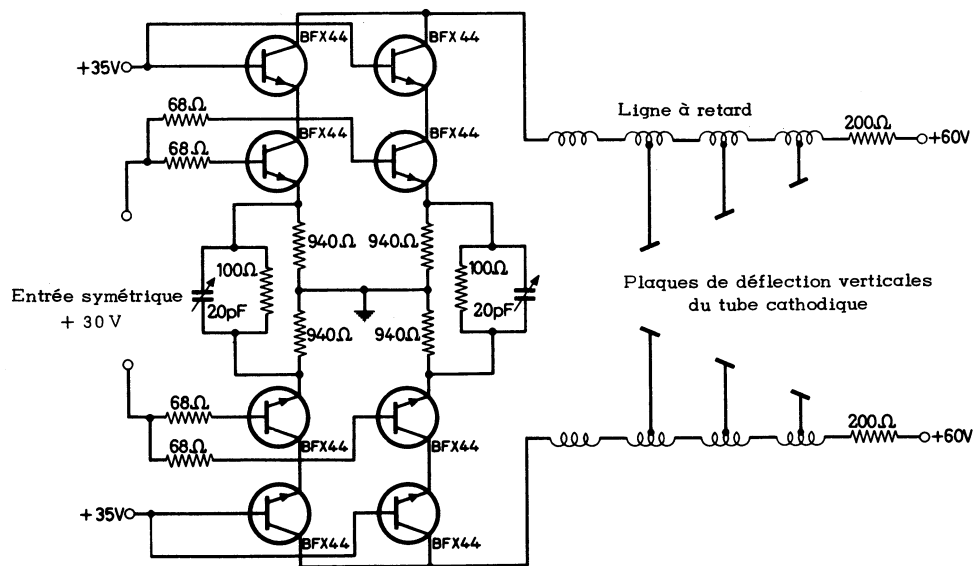 BFX44 BFX44
+35V
68Ω
BFX44 BFX44
68Ω
Ligne à retard
200Ω
+60V
940Ω 940Ω
100Ω 100Ω
20pF 20pF
Entrée symétrique
+ 30 V
Plaques de déflection verticales
du tube cathodique
940Ω 940Ω
68Ω
68Ω
BFX44 BFX44
200Ω
+60V
+35V
BFX44 BFX44